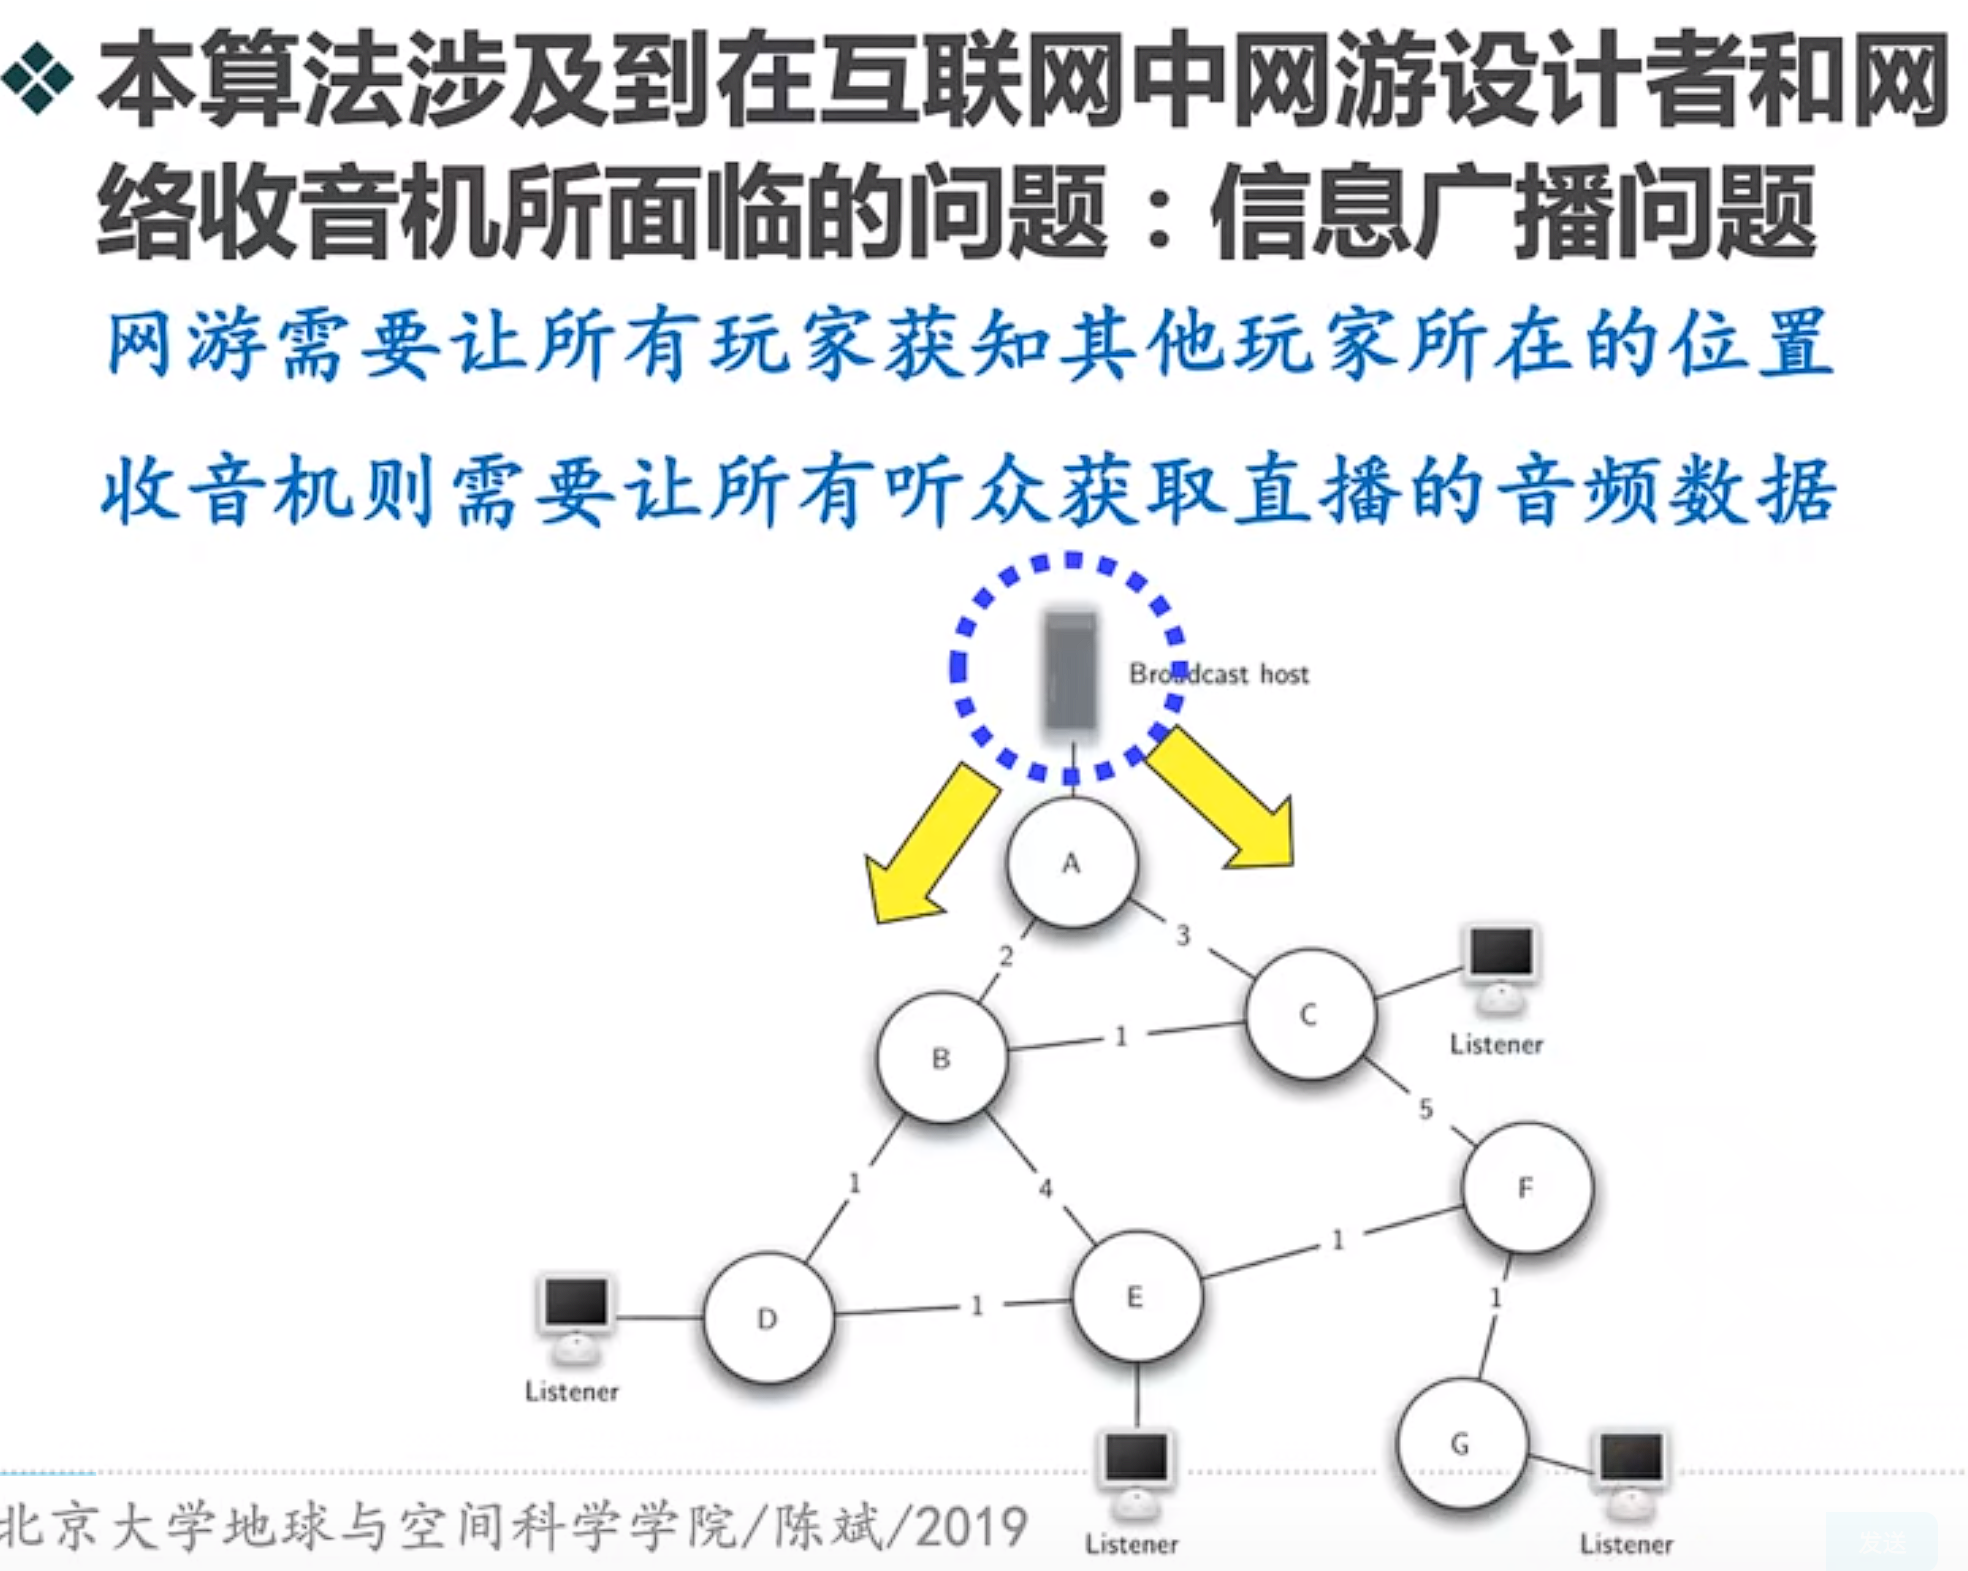 本算法涉及到在互联网中网游设计者和网
络收音机所面临的问题：信息广播问题
网游需要让所有玩家获知其他玩家所在的位置
收音机则需要让所有听众获取直播的音频数据
Broadcast host
A
3
2
C
Listener
1
B
5
F
1
4
1
E
1
D
1
Listener
G
北京大学地球与空间科学学院/陈斌/2019
Listener
Listener
发送